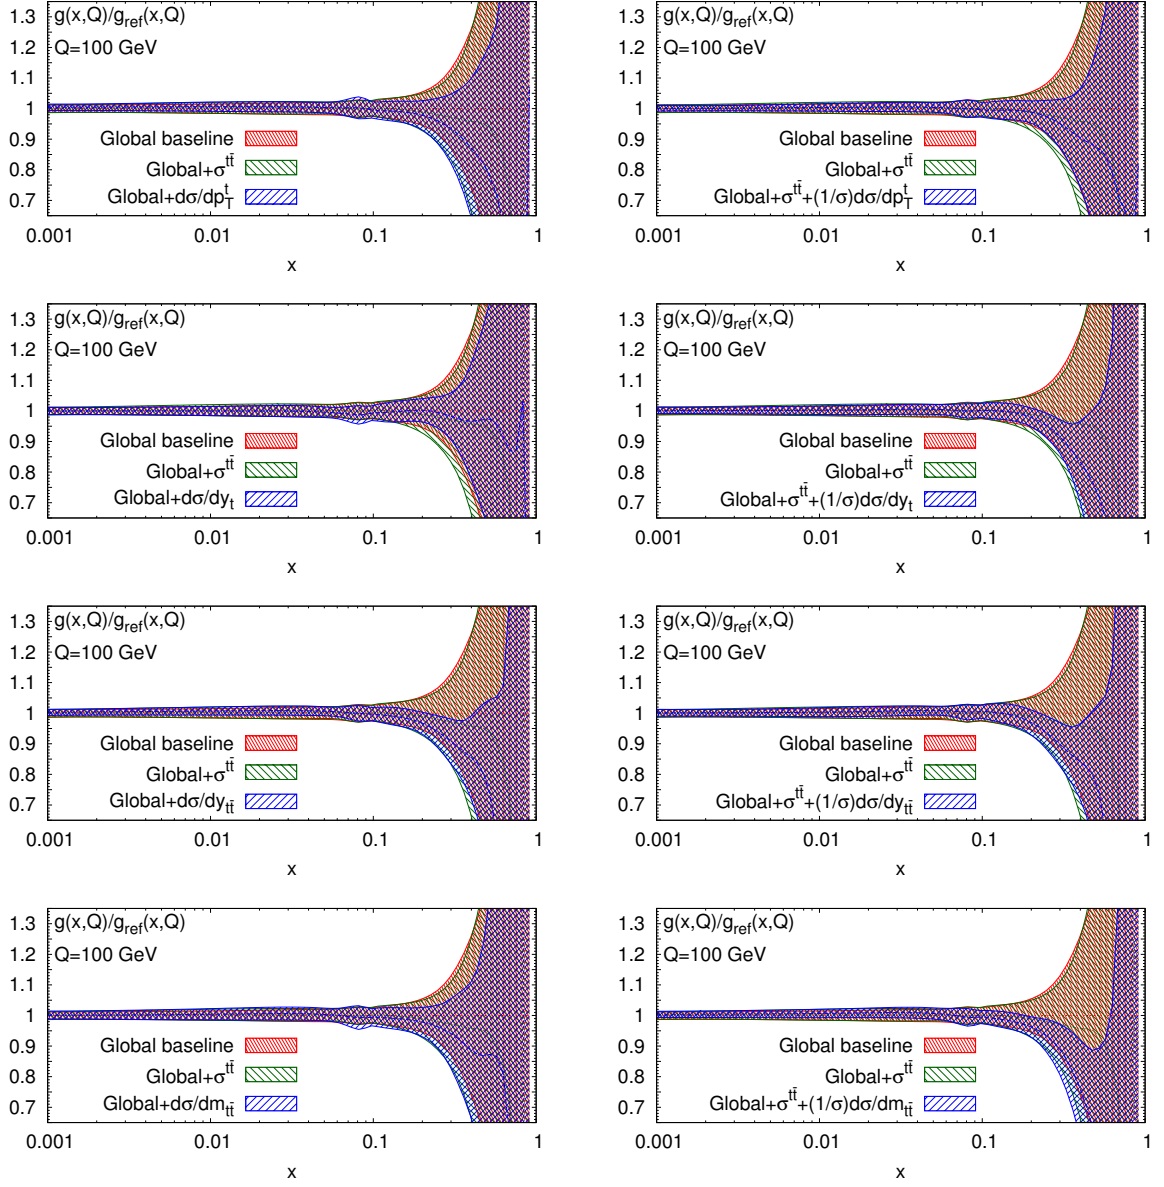 g(x,Q)/g_ref(x,Q)
Q=100 GeV
1.3
1.2
1.1
1
0.9
0.8
0.7
Global baseline
Global+σ^{tt̄}
Global+dσ/dp_T^t
0.001 0.01 0.1 1
x
g(x,Q)/g_ref(x,Q)
Q=100 GeV
1.3
1.2
1.1
1
0.9
0.8
0.7
Global baseline
Global+σ^{tt̄}
Global+σ^{tt̄}+(1/σ)dσ/dp_T^t
0.001 0.01 0.1 1
x
g(x,Q)/g_ref(x,Q)
Q=100 GeV
1.3
1.2
1.1
1
0.9
0.8
0.7
Global baseline
Global+σ^{tt̄}
Global+dσ/dy_t
0.001 0.01 0.1 1
x
g(x,Q)/g_ref(x,Q)
Q=100 GeV
1.3
1.2
1.1
1
0.9
0.8
0.7
Global baseline
Global+σ^{tt̄}
Global+σ^{tt̄}+(1/σ)dσ/dy_t
0.001 0.01 0.1 1
x
g(x,Q)/g_ref(x,Q)
Q=100 GeV
1.3
1.2
1.1
1
0.9
0.8
0.7
Global baseline
Global+σ^{tt̄}
Global+dσ/dy_{tt̄}
0.001 0.01 0.1 1
x
g(x,Q)/g_ref(x,Q)
Q=100 GeV
1.3
1.2
1.1
1
0.9
0.8
0.7
Global baseline
Global+σ^{tt̄}
Global+σ^{tt̄}+(1/σ)dσ/dy_{tt̄}
0.001 0.01 0.1 1
x
g(x,Q)/g_ref(x,Q)
Q=100 GeV
1.3
1.2
1.1
1
0.9
0.8
0.7
Global baseline
Global+σ^{tt̄}
Global+dσ/dm_{tt̄}
0.001 0.01 0.1 1
x
g(x,Q)/g_ref(x,Q)
Q=100 GeV
1.3
1.2
1.1
1
0.9
0.8
0.7
Global baseline
Global+σ^{tt̄}
Global+σ^{tt̄}+(1/σ)dσ/dm_{tt̄}
0.001 0.01 0.1 1
x